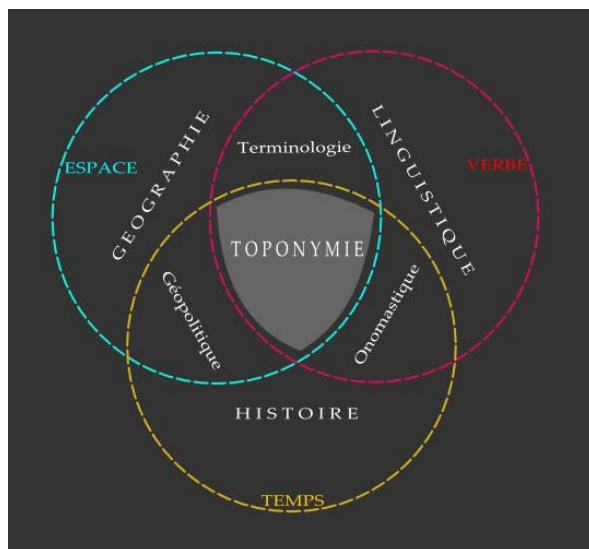 Terminologie
ESPACE
GEOGRAPHIE
LINGUISTIQUE
VERBE
TOPONYMIE
Géopolitique
Onomastique
HISTOIRE
TEMPS